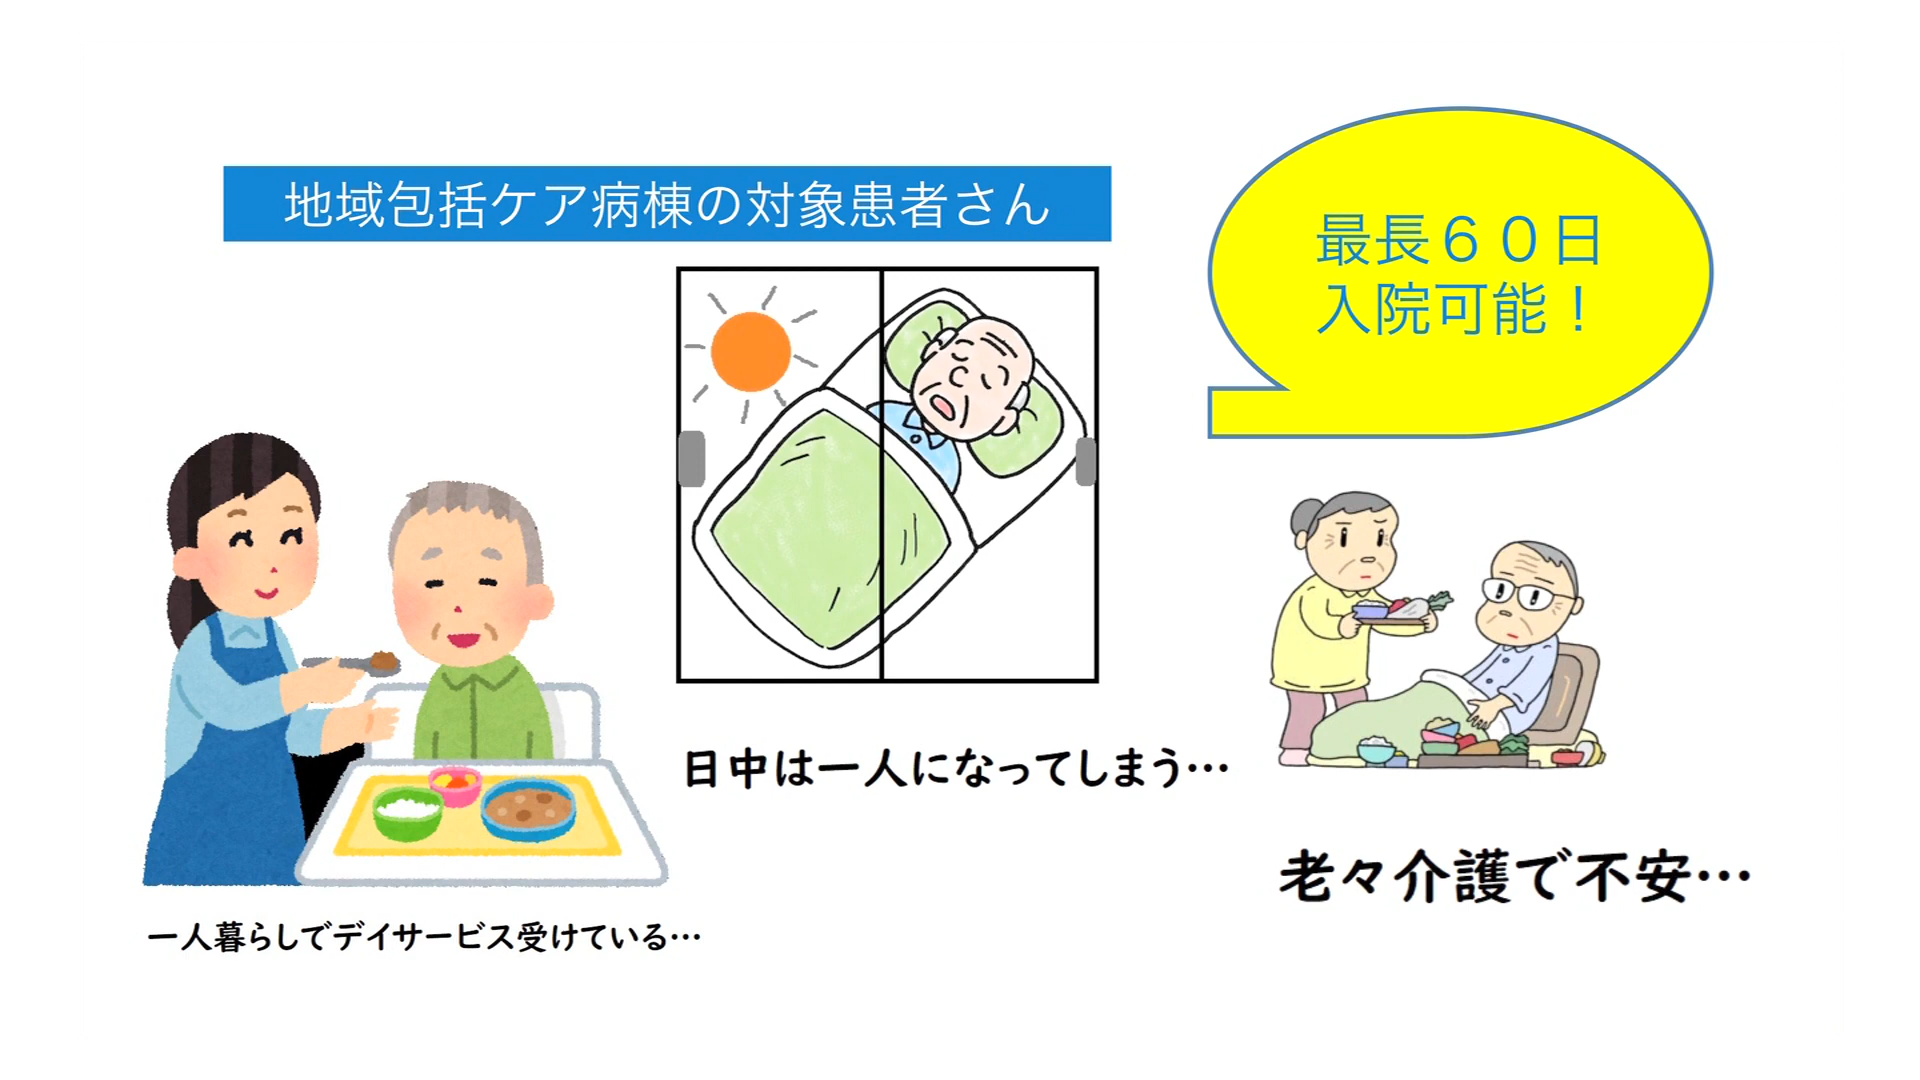 地域包括ケア病棟の対象患者さん
最長６０日
入院可能！
日中は一人になってしまう…
老々介護で不安…
一人暮らしでデイサービス受けている…